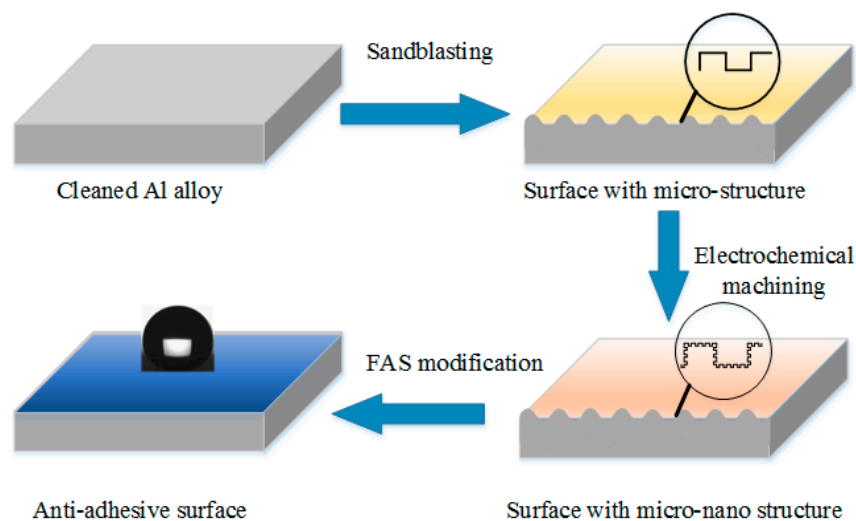 Sandblasting
Cleaned Al alloy
Surface with micro-structure
Electrochemical
machining
FAS modification
Anti-adhesive surface
Surface with micro-nano structure